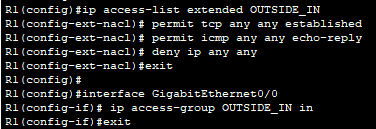 R1(config)#ip access-list extended OUTSIDE_IN
R1(config-ext-nacl)# permit tcp any any established
R1(config-ext-nacl)# permit icmp any any echo-reply
R1(config-ext-nacl)# deny ip any any
R1(config-ext-nacl)#exit
R1(config)#
R1(config)#interface GigabitEthernet0/0
R1(config-if)# ip access-group OUTSIDE_IN in
R1(config-if)#exit